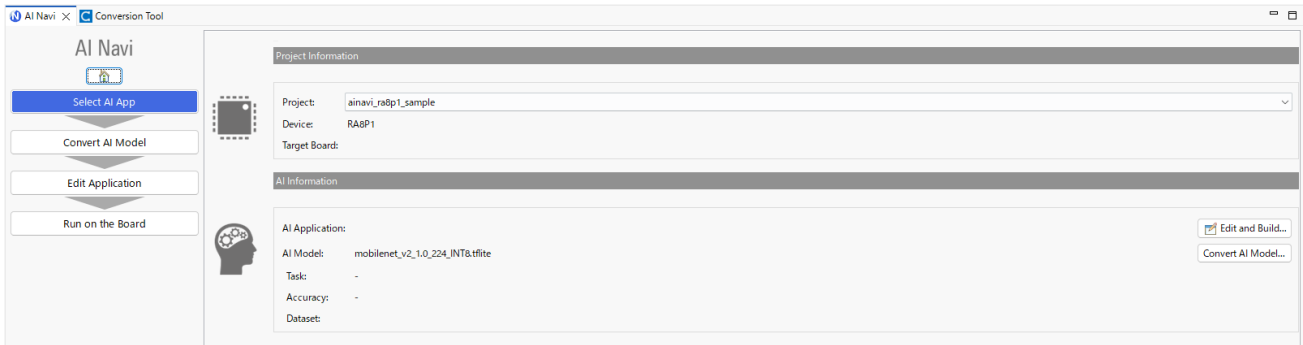 AI Navi
Conversion Tool
AI Navi
Select AI App
Convert AI Model
Edit Application
Run on the Board
Project Information
Project: ainavi_ra8p1_sample
Device: RA8P1
Target Board:
AI Information
AI Application:
Edit and Build...
AI Model: mobilenet_v2_1.0_224_INT8.tflite
Convert AI Model...
Task: -
Accuracy: -
Dataset: